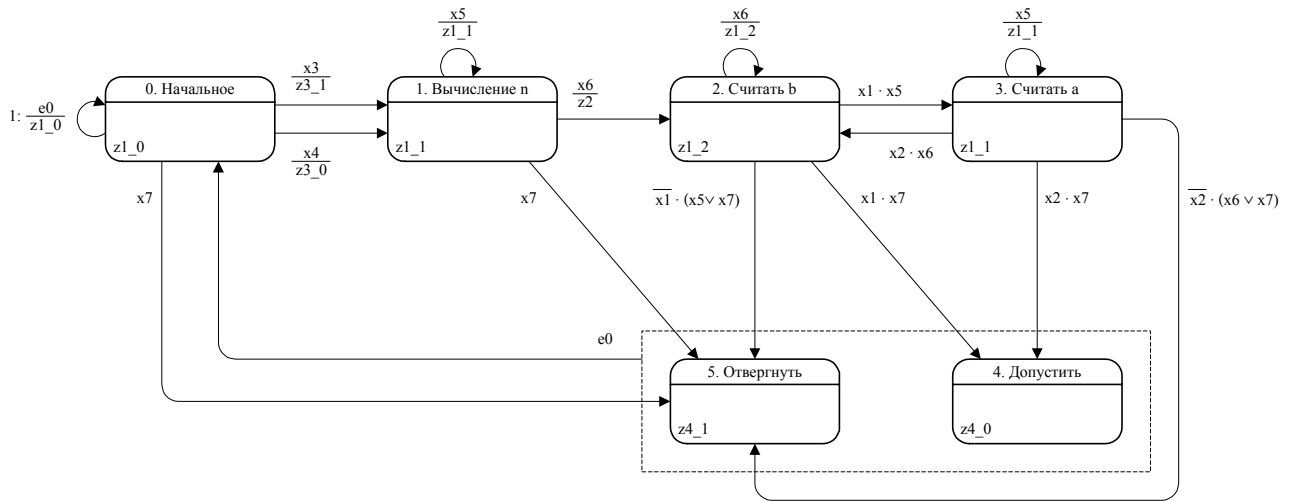 x5
z1_1
x6
z1_2
x5
z1_1
0. Начальное
x3
z3_1
1. Вычисление n
x6
z2
2. Считать b
x1 · x5
3. Считать a
1: e0
z1_0
z1_0
x4
z3_0
z1_1
z1_2
x2 · x6
z1_1
x7
x7
x1 · (x5∨ x7)
x1 · x7
x2 · x7
x2 · (x6 ∨ x7)
e0
5. Отвергнуть
4. Допустить
z4_1
z4_0